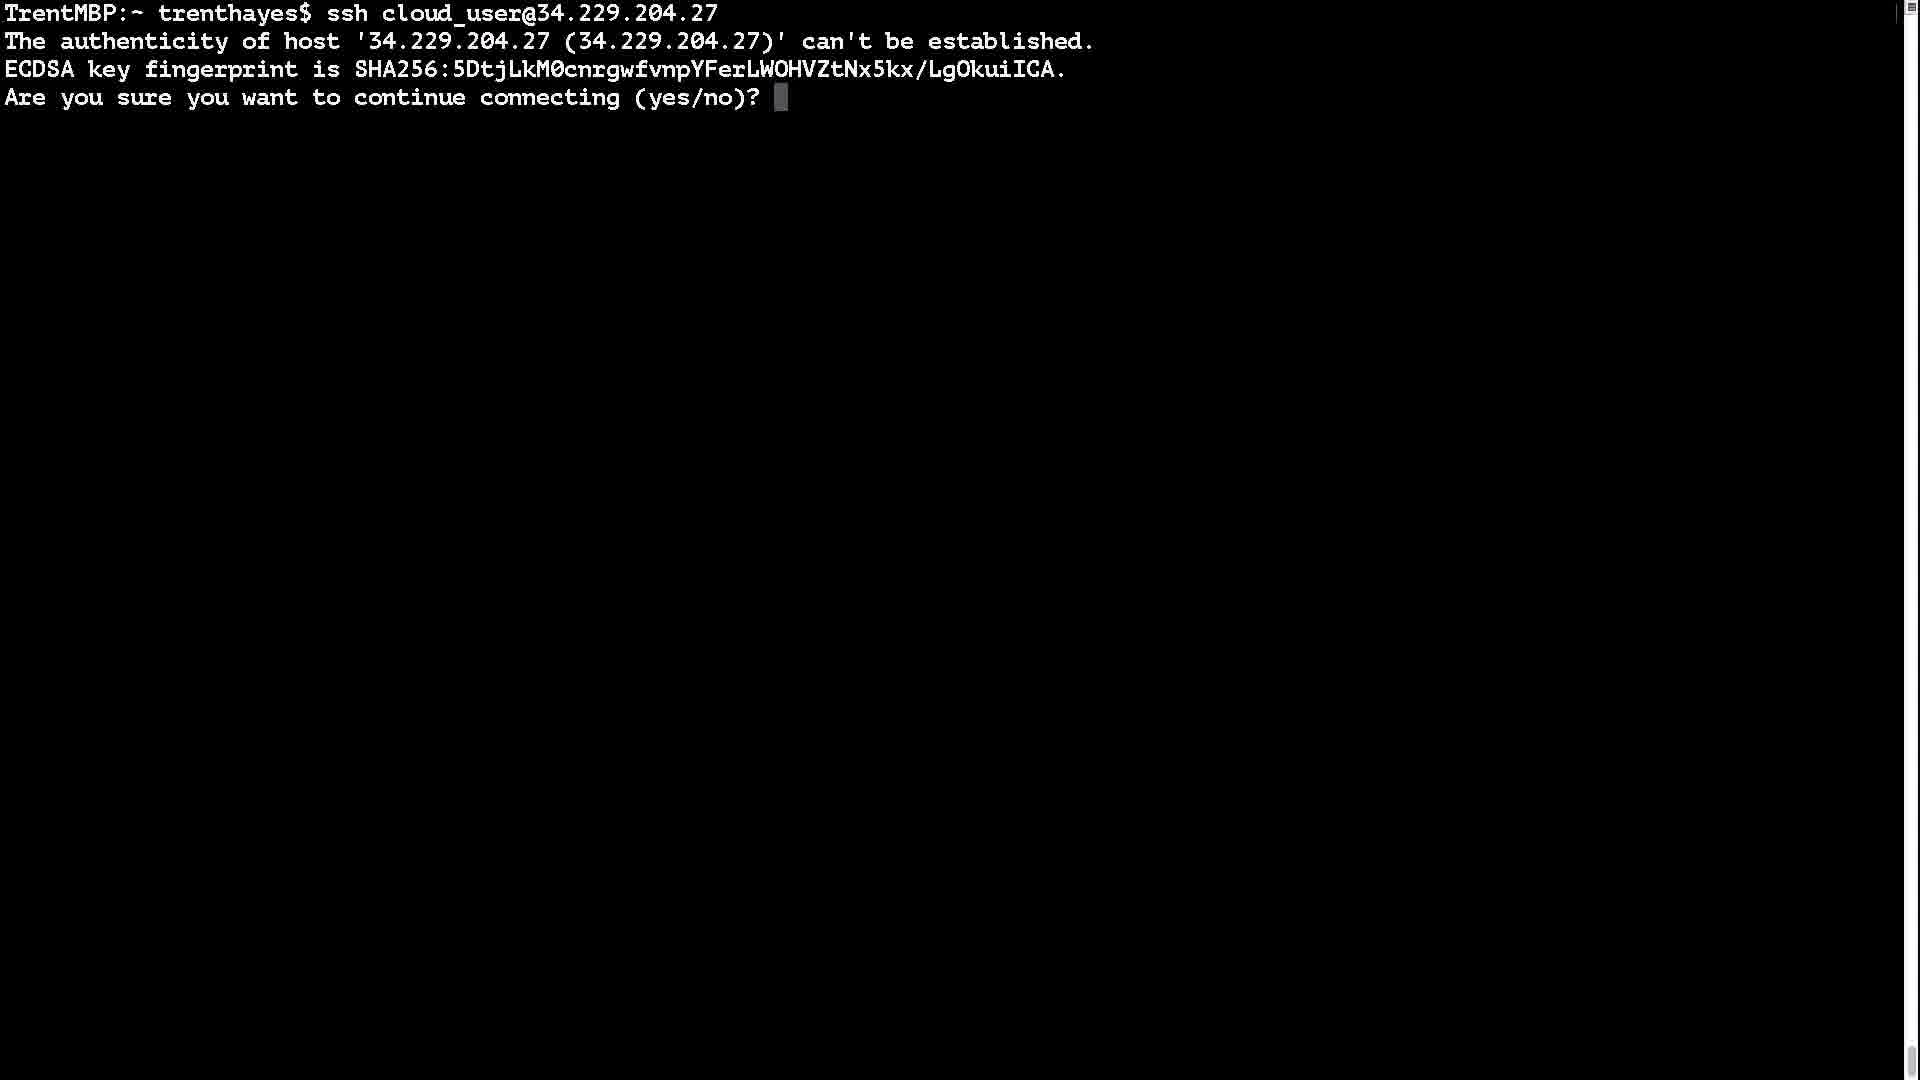 TrentMBP:~ trenthayes$ ssh cloud_user@34.229.204.27
The authenticity of host '34.229.204.27 (34.229.204.27)' can't be established.
ECDSA key fingerprint is SHA256:5DtjLkM0cnrgwfvnpYFerLWOHVZtNx5kx/LgOkuiICA.
Are you sure you want to continue connecting (yes/no)?